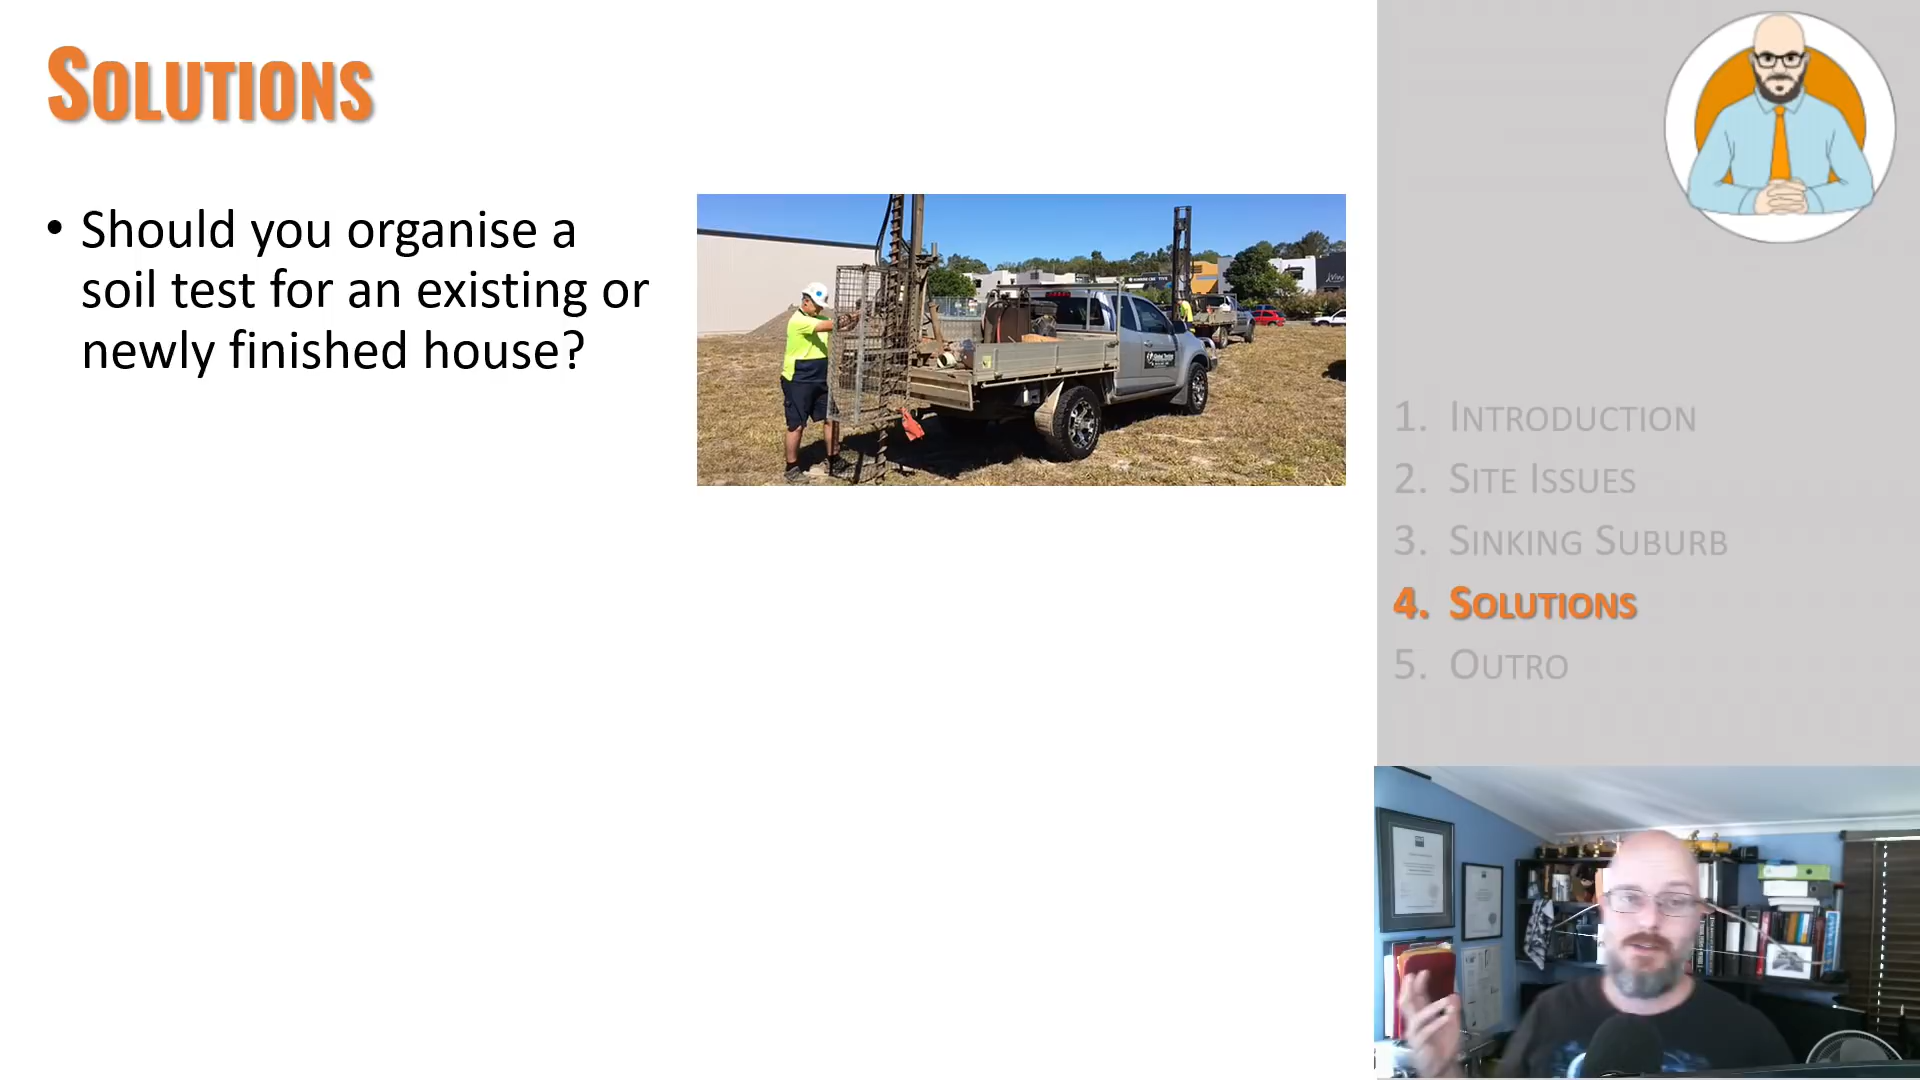 SOLUTIONS
• Should you organise a
soil test for an existing or
newly finished house?
1. INTRODUCTION
2. SITE ISSUES
3. SINKING SUBURB
4. SOLUTIONS
5. OUTRO